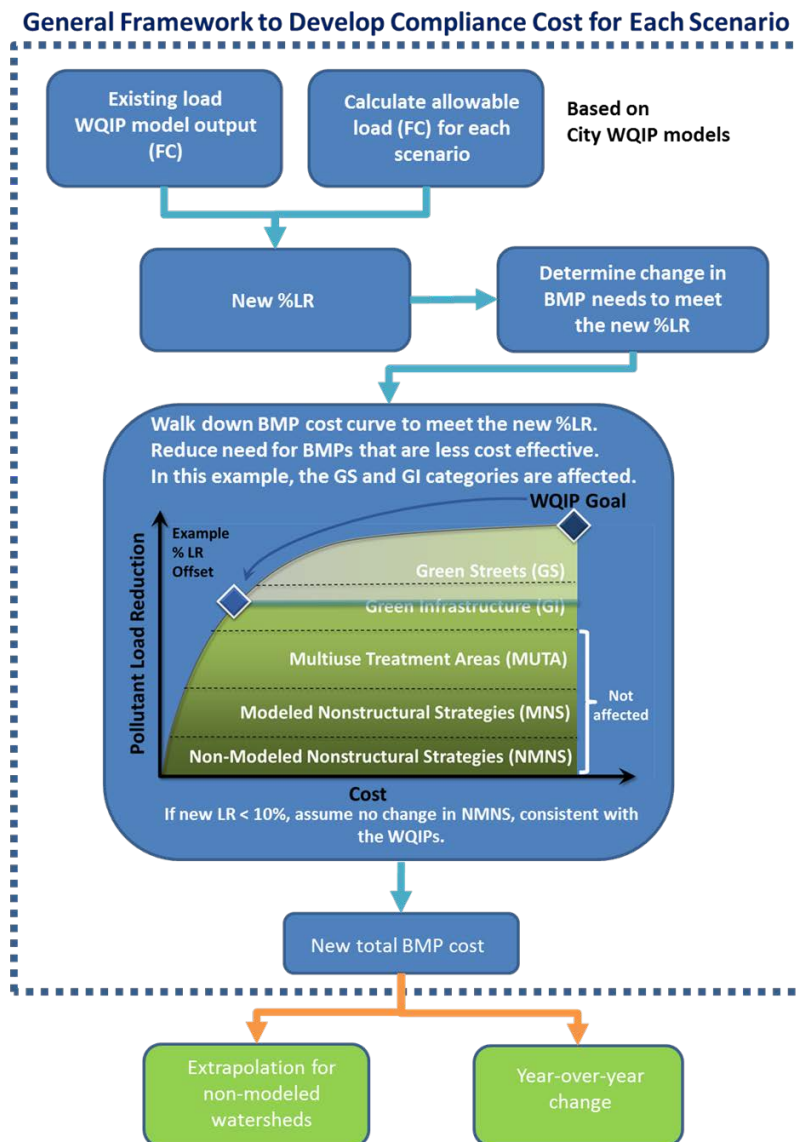 General Framework to Develop Compliance Cost for Each Scenario
Existing load
WQIP model output
(FC)
Calculate allowable
load (FC) for each
scenario
Based on
City WQIP models
New %LR
Determine change in
BMP needs to meet
the new %LR
Walk down BMP cost curve to meet the new %LR.
Reduce need for BMPs that are less cost effective.
In this example, the GS and GI categories are affected.
WQIP Goal
Example
% LR
Offset
Pollutant Load Reduction
Green Streets (GS)
Green Infrastructure (GI)
Multiuse Treatment Areas (MUTA)
Modeled Nonstructural Strategies (MNS)
Non-Modeled Nonstructural Strategies (NMNS)
Not
affected
Cost
If new LR < 10%, assume no change in NMNS, consistent with
the WQIPs.
New total BMP cost
Extrapolation for
non-modeled
watersheds
Year-over-year
change